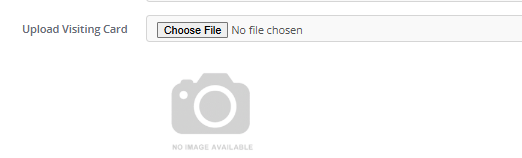 Upload Visiting Card
Choose File No file chosen
NO IMAGE AVAILABLE